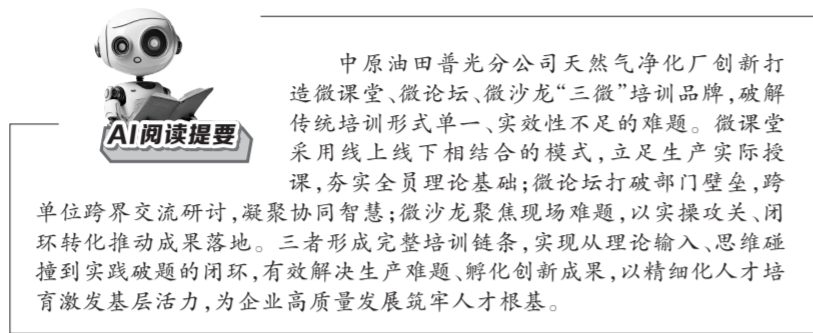 AI阅读提要
中原油田普光分公司天然气净化厂创新打
造微课堂、微论坛、微沙龙“三微”培训品牌，破解
传统培训形式单一、实效性不足的难题。微课堂
采用线上线下相结合的模式，立足生产实际授
课，夯实全员理论基础；微论坛打破部门壁垒，跨
单位跨界交流研讨，凝聚协同智慧；微沙龙聚焦现场难题，以实操攻关、闭
环转化推动成果落地。三者形成完整培训链条，实现从理论输入、思维碰
撞到实践破题的闭环，有效解决生产难题、孵化创新成果，以精细化人才培
育激发基层活力，为企业高质量发展筑牢人才根基。